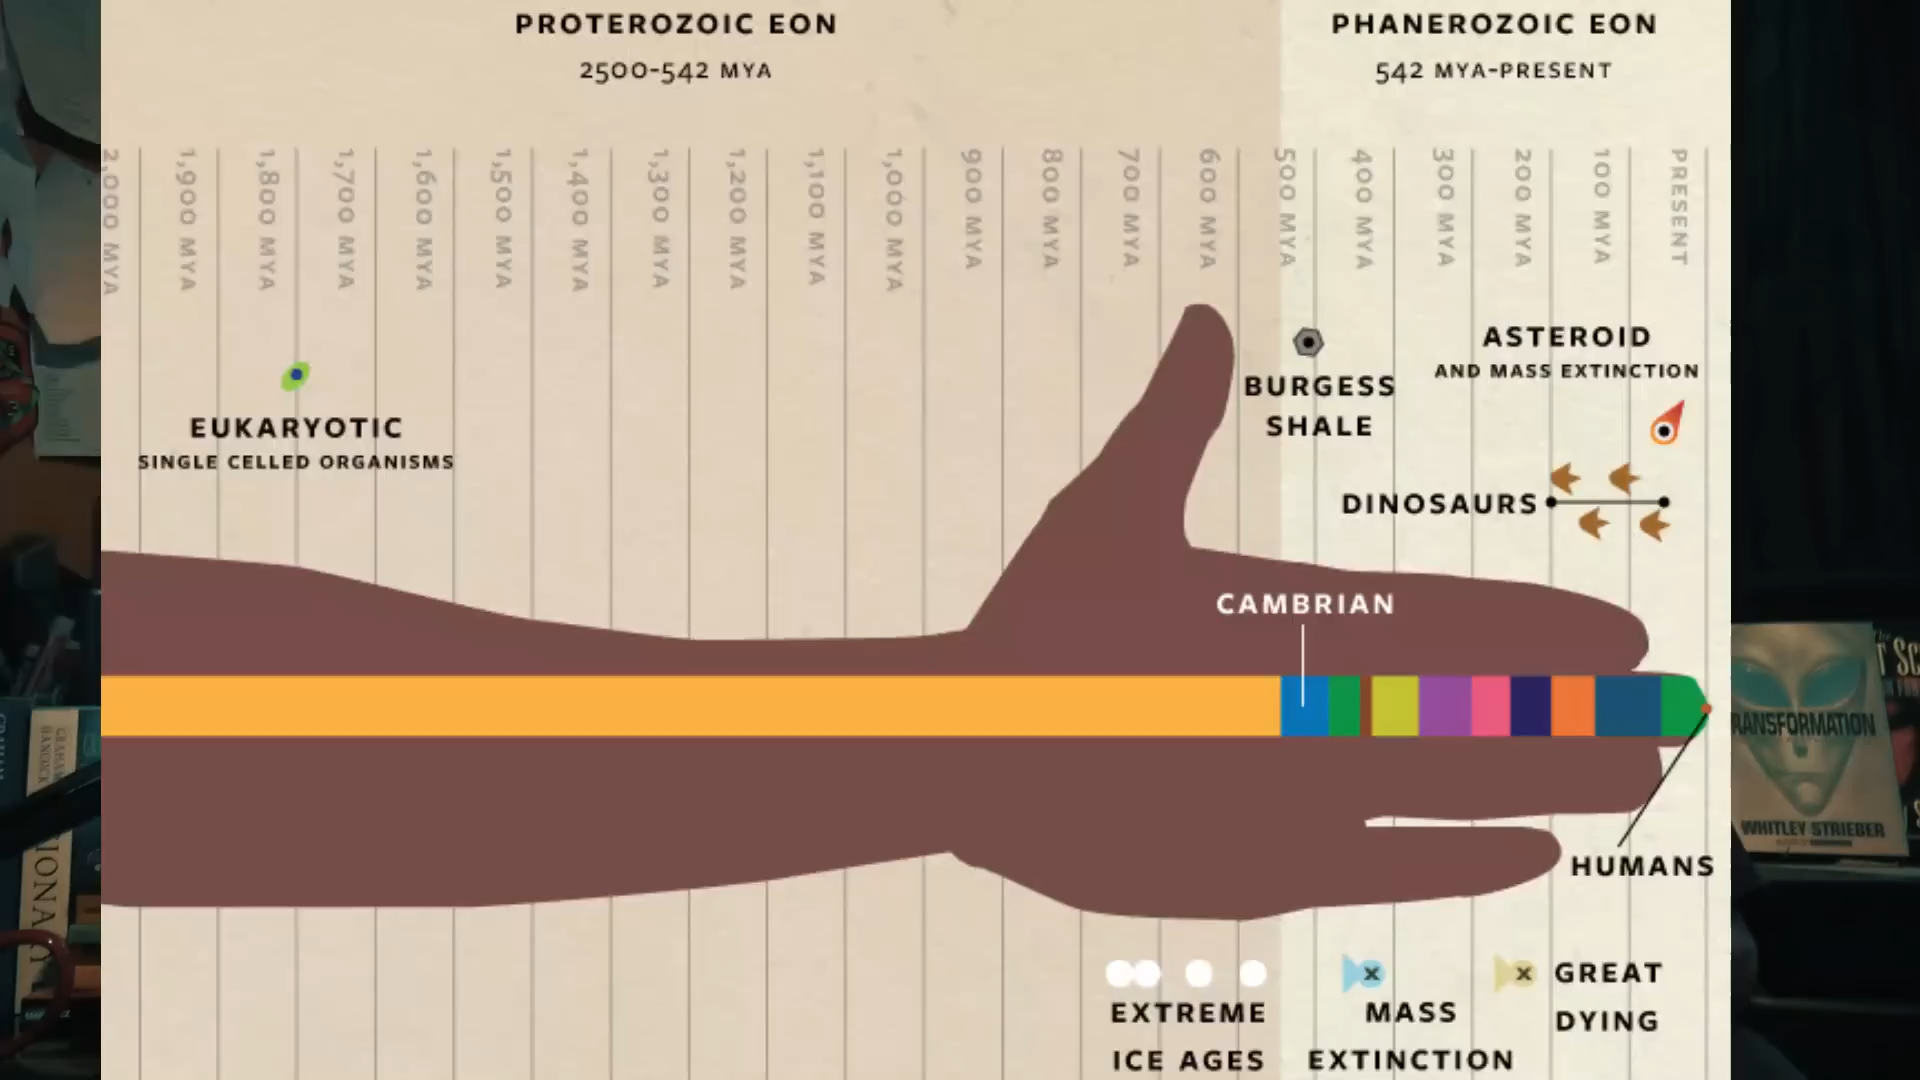 PROTEROZOIC EON
2500-542 MYA
PHANEROZOIC EON
542 MYA-PRESENT
2,000 MYA
1,900 MYA
1,800 MYA
1,700 MYA
1,600 MYA
1,500 MYA
1,400 MYA
1,300 MYA
1,200 MYA
1,100 MYA
1,000 MYA
900 MYA
800 MYA
700 MYA
600 MYA
500 MYA
400 MYA
300 MYA
200 MYA
100 MYA
PRESENT
EUKARYOTIC
SINGLE CELLED ORGANISMS
BURGESS
SHALE
ASTEROID
AND MASS EXTINCTION
DINOSAURS
CAMBRIAN
HUMANS
EXTREME
ICE AGES
MASS
EXTINCTION
GREAT
DYING
RANSFORMATION
WHITLEY STRIEBER
GRAHAM
HANCOCK
IONARY